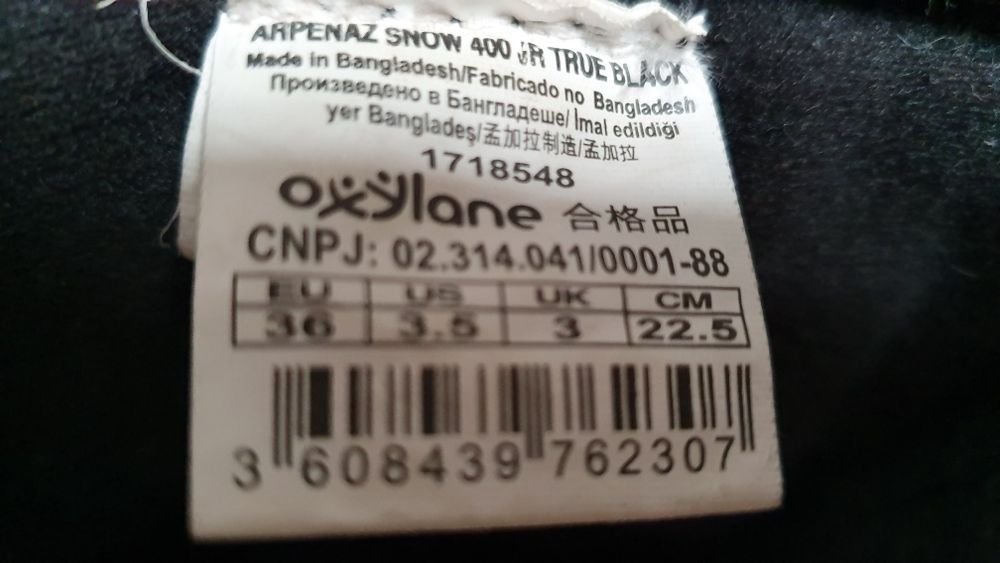 ARPENAZ SNOW 400 JR TRUE BLACK
Made in Bangladesh/Fabricado no Bangladesh
Произведено в Бангладеше/ İmal edildiği
yer Bangladeş/孟加拉制造/孟加拉
1718548
oxylane 合格品
CNPJ: 02.314.041/0001-88
EU US UK CM
36 3.5 3 22.5
3 608439 762307